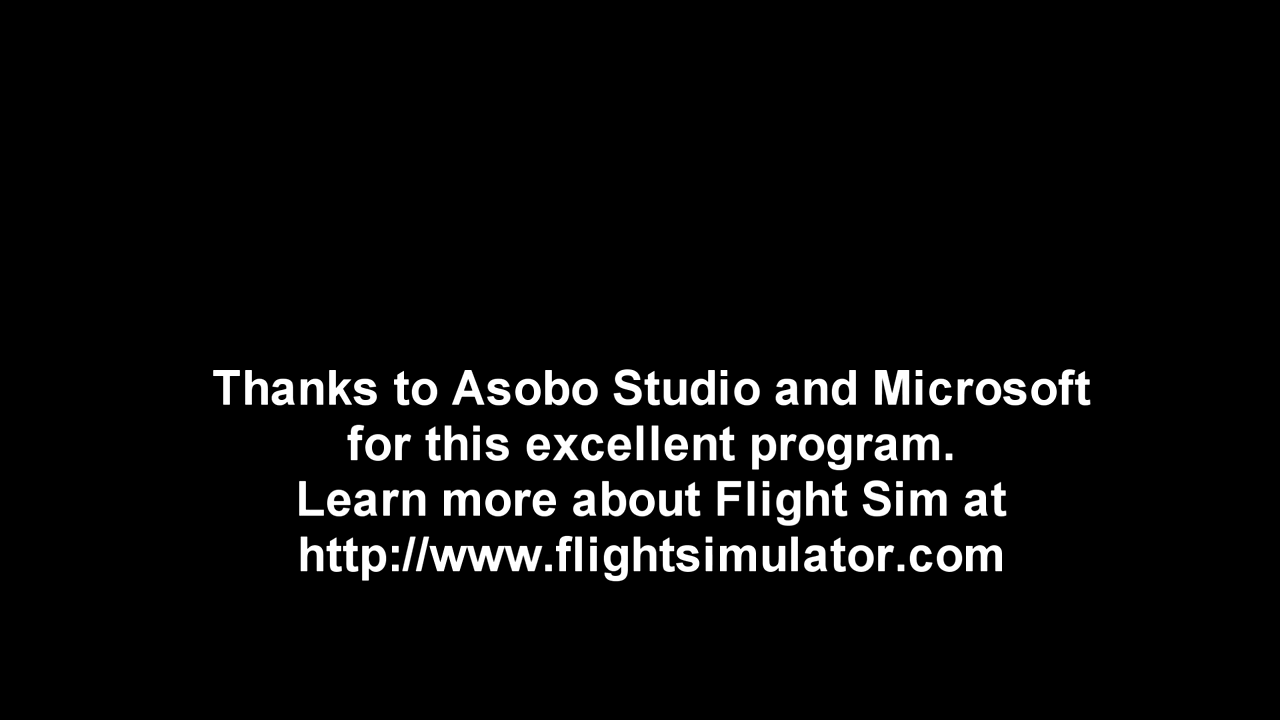 Thanks to Asobo Studio and Microsoft
for this excellent program.
Learn more about Flight Sim at
http://www.flightsimulator.com